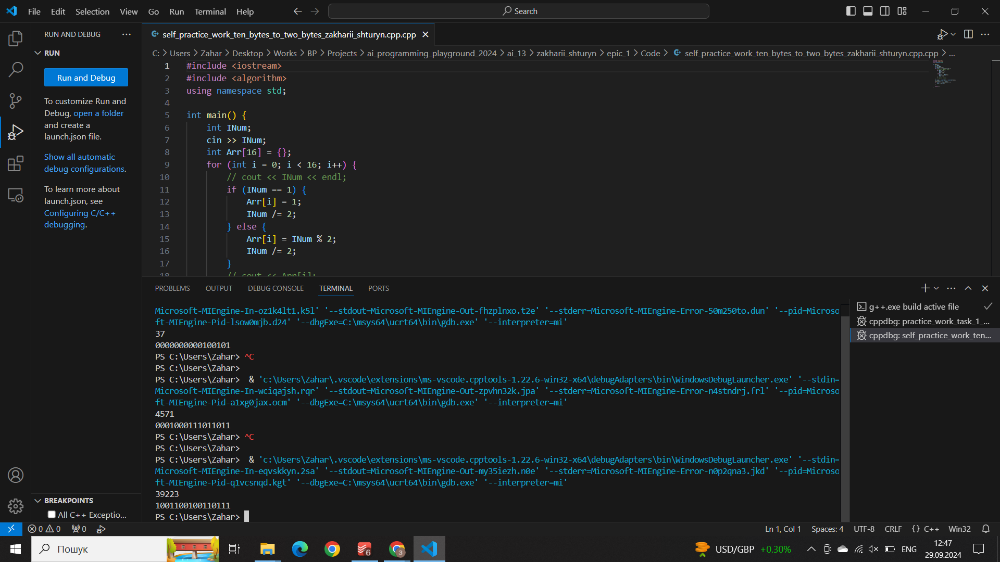 File Edit Selection View Go Run Terminal Help
Search
RUN AND DEBUG
RUN
Run and Debug
To customize Run and
Debug, open a folder
and create a
launch.json file.
Show all automatic
debug configurations.
To learn more about
launch.json, see
Configuring C/C++
debugging.
BREAKPOINTS
All C++ Exceptio...
self_practice_work_ten_bytes_to_two_bytes_zakharii_shturyn.cpp.cpp
C: > Users > Zahar > Desktop > Works > BP > Projects > ai_programming_playground_2024 > ai_13 > zakharii_shturyn > epic_1 > Code > self_practice_work_ten_bytes_to_two_bytes_zakharii_shturyn.cpp.cpp > ...
1 #include <iostream>
2 #include <algorithm>
3 using namespace std;
4
5 int main() {
6 int INum;
7 cin >> INum;
8 int Arr[16] = {};
9 for (int i = 0; i < 16; i++) {
10 // cout << INum << endl;
11 if (INum == 1) {
12 Arr[i] = 1;
13 INum /= 2;
14 } else {
15 Arr[i] = INum % 2;
16 INum /= 2;
17 }
18 // cout << Arr[i];
PROBLEMS OUTPUT DEBUG CONSOLE TERMINAL PORTS
Microsoft-MIEngine-In-oz1k4lt1.k5l' '--stdout=Microsoft-MIEngine-Out-fhzplnxo.t2e' '--stderr=Microsoft-MIEngine-Error-50m250to.dun' '--pid=Microso
ft-MIEngine-Pid-lsow0mjb.d24' '--dbgExe=C:\msys64\ucrt64\bin\gdb.exe' '--interpreter=mi'
37
0000000000100101
PS C:\Users\Zahar> ^C
PS C:\Users\Zahar>
PS C:\Users\Zahar> & 'c:\Users\Zahar\.vscode\extensions\ms-vscode.cpptools-1.22.6-win32-x64\debugAdapters\bin\WindowsDebugLauncher.exe' '--stdin=
Microsoft-MIEngine-In-wciqajsh.rqr' '--stdout=Microsoft-MIEngine-Out-zpvhn32k.jpa' '--stderr=Microsoft-MIEngine-Error-n4stndrj.frl' '--pid=Microso
ft-MIEngine-Pid-a1xg0jax.ocm' '--dbgExe=C:\msys64\ucrt64\bin\gdb.exe' '--interpreter=mi'
4571
0001000111011011
PS C:\Users\Zahar> ^C
PS C:\Users\Zahar>
PS C:\Users\Zahar> & 'c:\Users\Zahar\.vscode\extensions\ms-vscode.cpptools-1.22.6-win32-x64\debugAdapters\bin\WindowsDebugLauncher.exe' '--stdin=
Microsoft-MIEngine-In-eqvskkyn.2sa' '--stdout=Microsoft-MIEngine-Out-my35iezh.n0e' '--stderr=Microsoft-MIEngine-Error-n0p2qna3.jkd' '--pid=Microso
ft-MIEngine-Pid-q1vcsnqd.kgt' '--dbgExe=C:\msys64\ucrt64\bin\gdb.exe' '--interpreter=mi'
39223
1001100100110111
PS C:\Users\Zahar>
g++.exe build active file
cppdbg: practice_work_task_1_...
cppdbg: self_practice_work_ten...
0 0 0 Ln 1, Col 1 Spaces: 4 UTF-8 CRLF {} C++ Win32
Пошук
6
3
USD/GBP +0.30%
ENG
12:47
29.09.2024